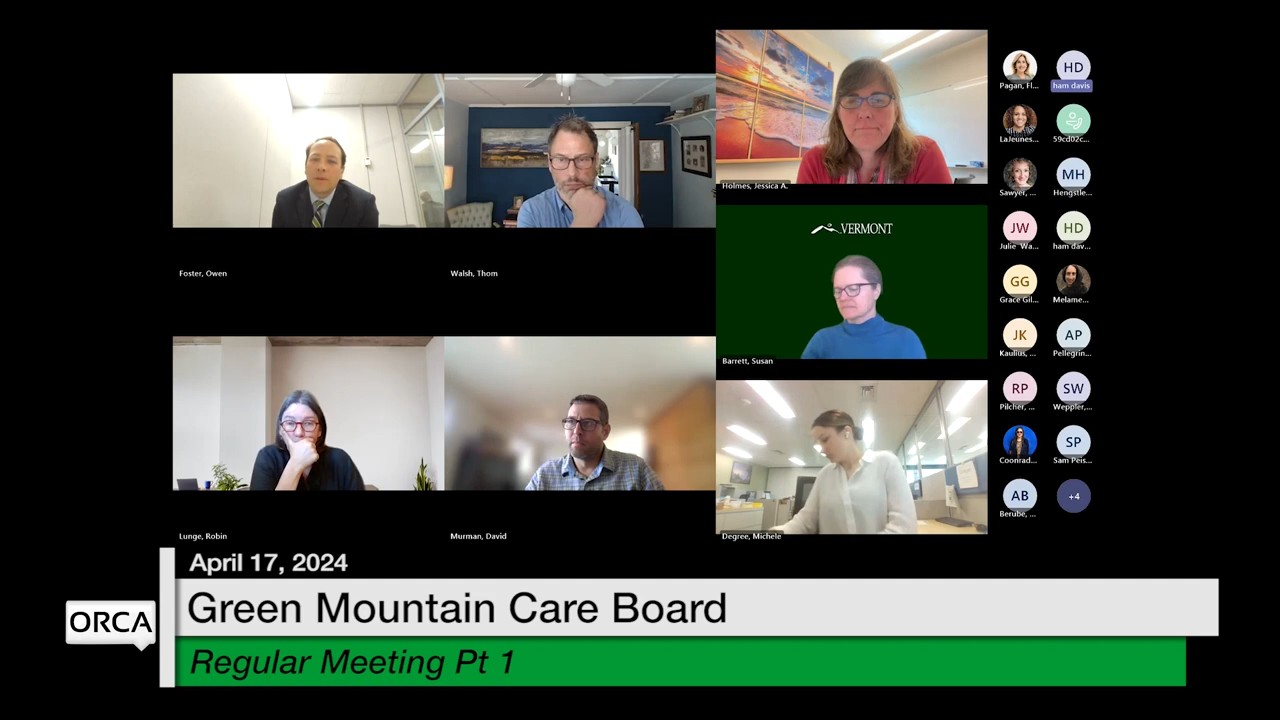 Foster, Owen
Walsh, Thom
Holmes, Jessica A.
VERMONT
Barrett, Susan
Lunge, Robin
Murman, David
Degree, Michele
Pagan, Fl...
HD
ham davis
LaJeunes...
59cd02c...
Sawyer, ...
MH
Hengstle...
JW
Julie Wa...
HD
ham dav...
GG
Grace Gil...
Melame...
JK
Kaulius, ...
AP
Pellegrin...
RP
Pilcher, ...
SW
Weppler,...
Coonrad...
SP
Sam Peis...
AB
Berube, ...
+4
April 17, 2024
ORCA
Green Mountain Care Board
Regular Meeting Pt 1